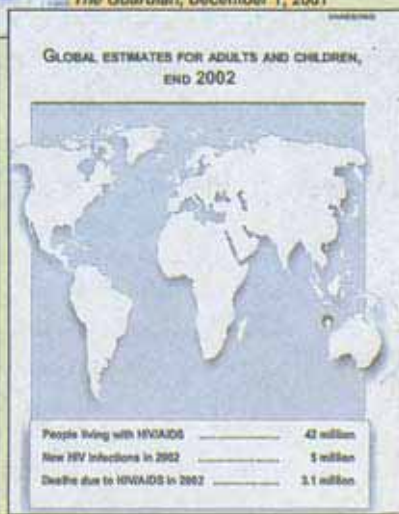 The Guardian, December 1, 2001
GLOBAL ESTIMATES FOR ADULTS AND CHILDREN,
END 2002
People living with HIV/AIDS ............ 42 million
New HIV infections in 2002 ............ 5 million
Deaths due to HIV/AIDS in 2002 ............ 3.1 million